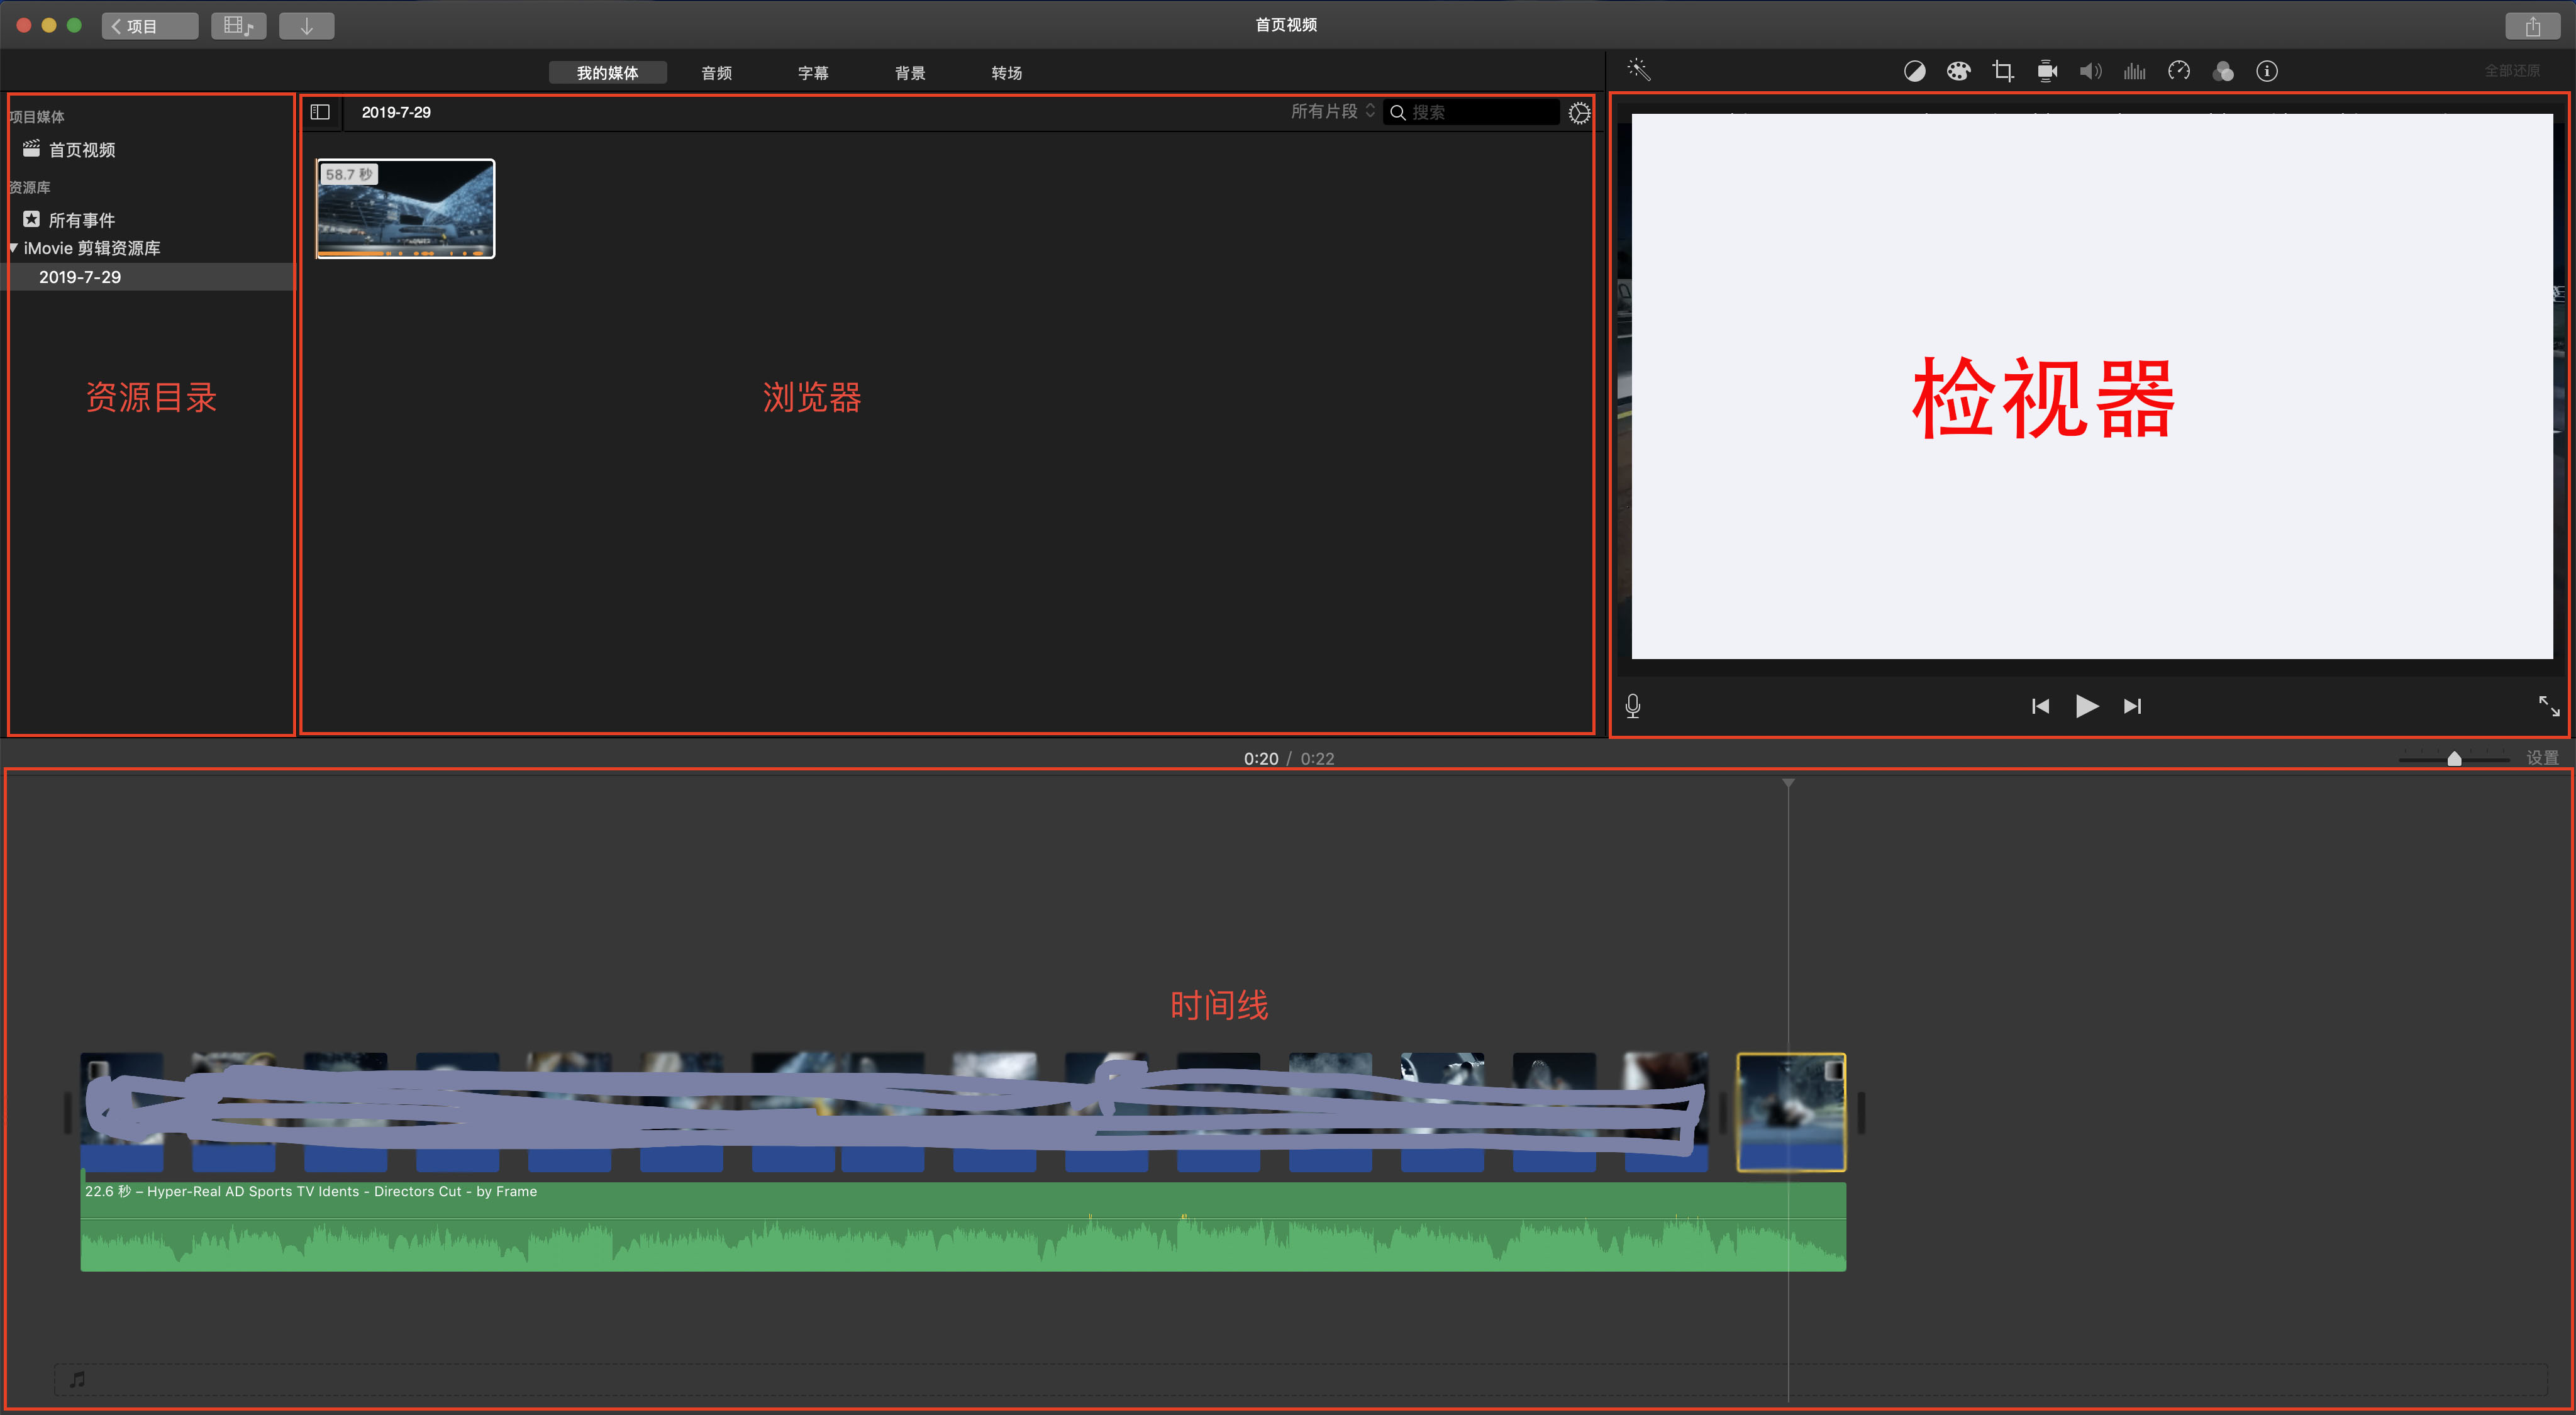 项目
首页视频
我的媒体
音频
字幕
背景
转场
全部还原
项目媒体
首页视频
资源库
所有事件
iMovie 剪辑资源库
2019-7-29
资源目录
2019-7-29
所有片段
搜索
58.7 秒
浏览器
检视器
0:20 / 0:22
设置
时间线
22.6 秒 – Hyper-Real AD Sports TV Idents - Directors Cut - by Frame